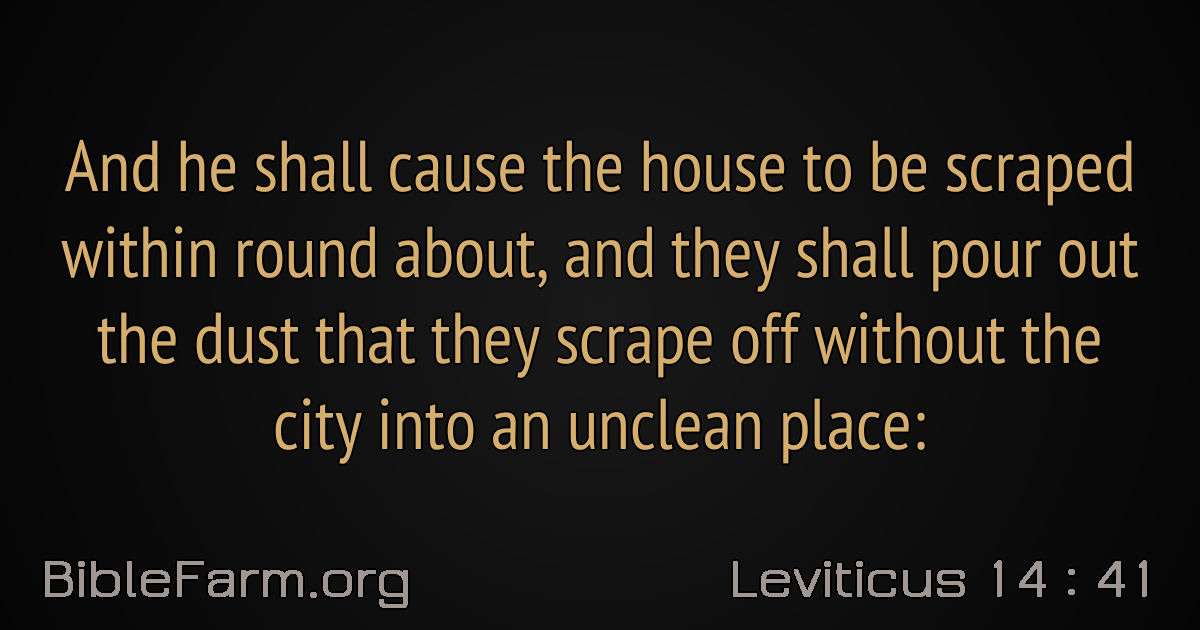 And he shall cause the house to be scraped
within round about, and they shall pour out
the dust that they scrape off without the
city into an unclean place:
BibleFarm.org
Leviticus 14 : 41